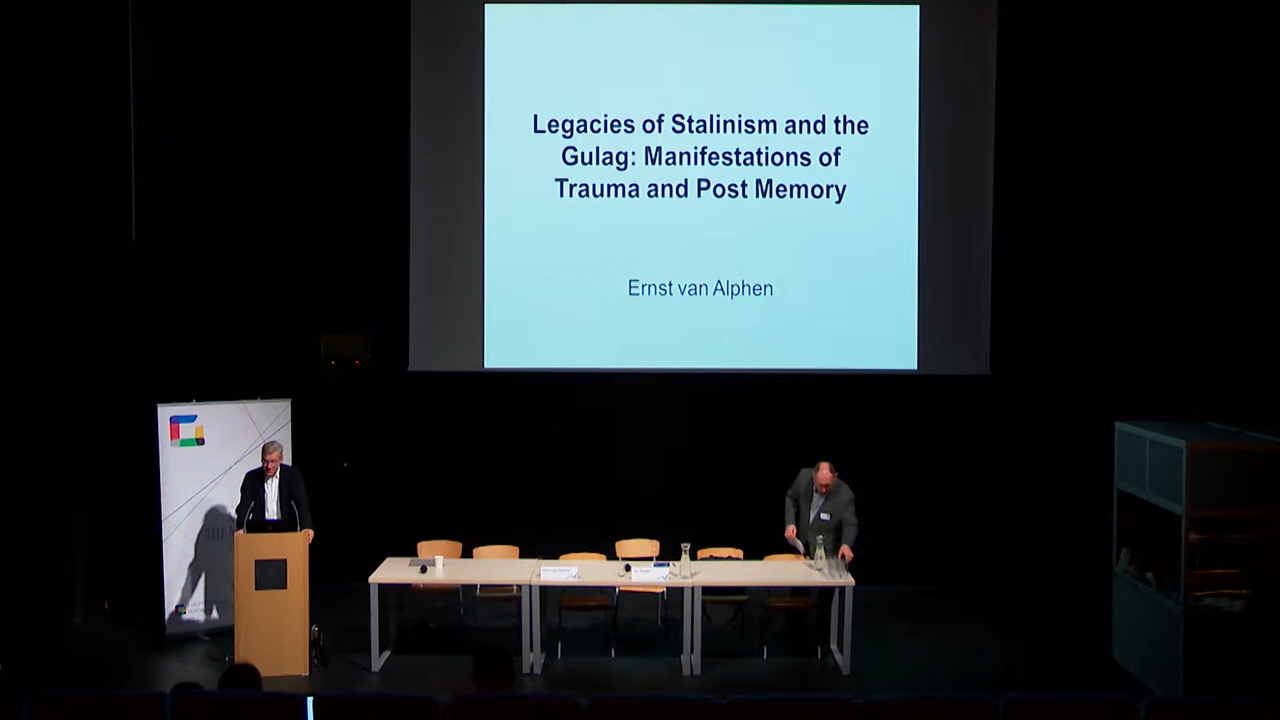 Legacies of Stalinism and the
Gulag: Manifestations of
Trauma and Post Memory
Ernst van Alphen